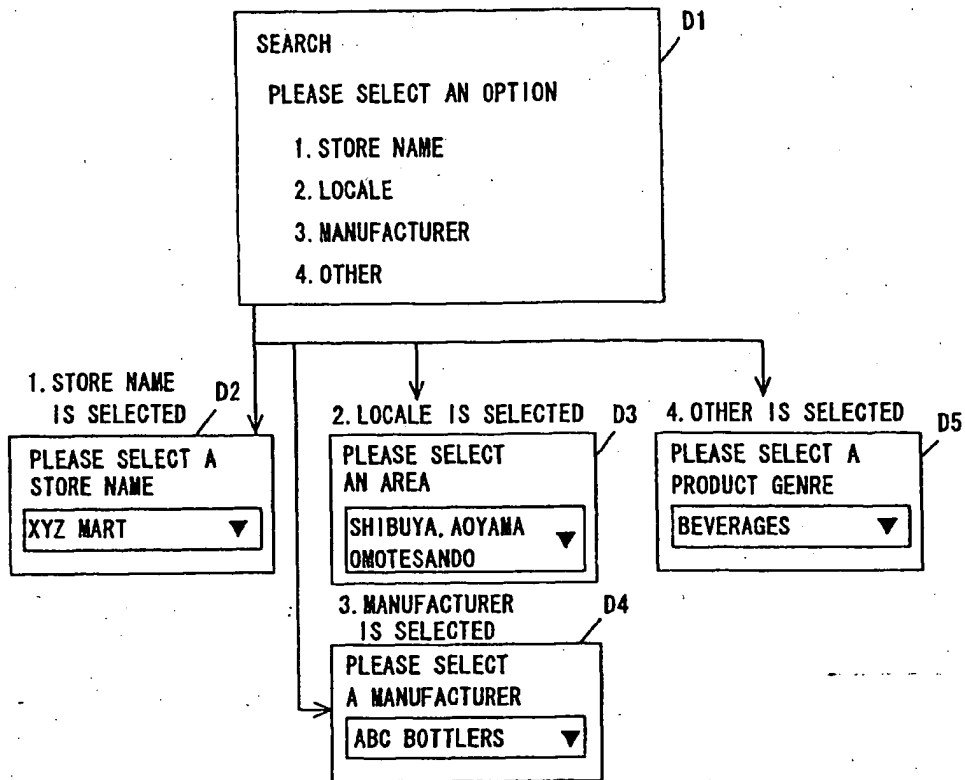 D1
SEARCH
PLEASE SELECT AN OPTION
1. STORE NAME
2. LOCALE
3. MANUFACTURER
4. OTHER
1. STORE NAME
IS SELECTED
D2
PLEASE SELECT A
STORE NAME
XYZ MART ▼
2. LOCALE IS SELECTED
D3
PLEASE SELECT
AN AREA
SHIBUYA, AOYAMA
OMOTESANDO ▼
4. OTHER IS SELECTED
D5
PLEASE SELECT A
PRODUCT GENRE
BEVERAGES ▼
3. MANUFACTURER
IS SELECTED
D4
PLEASE SELECT
A MANUFACTURER
ABC BOTTLERS ▼